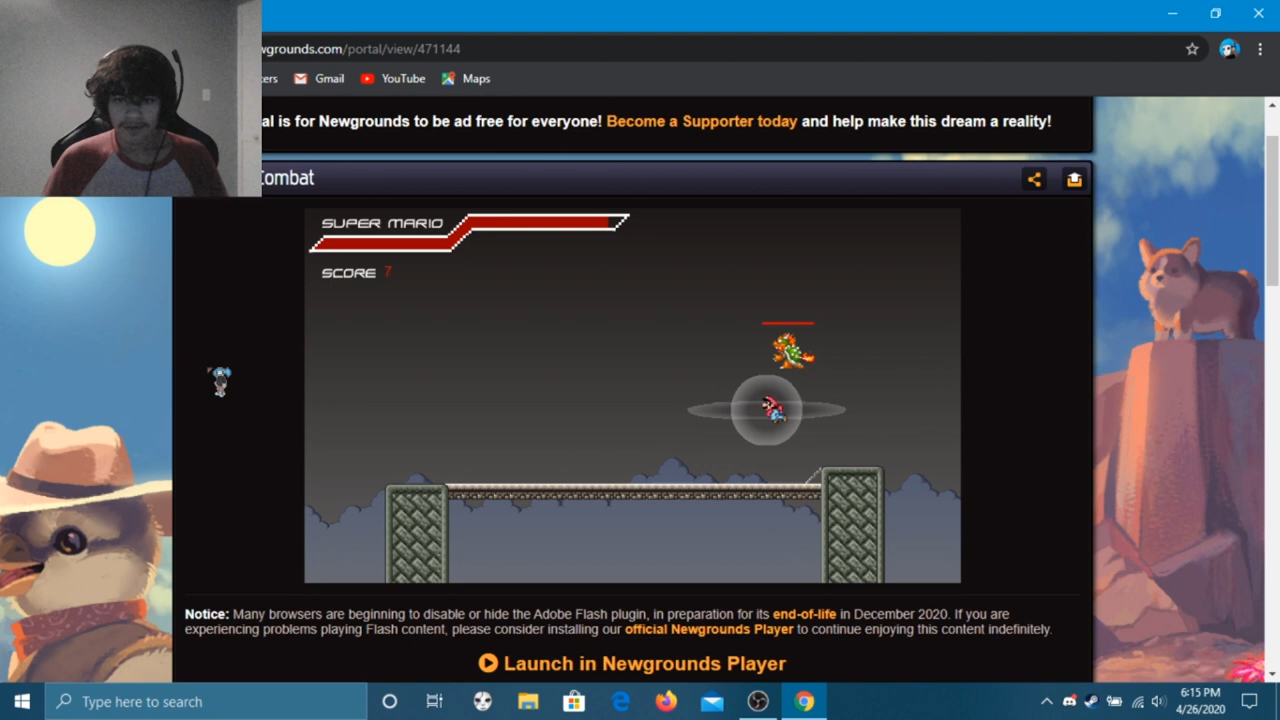 wgrounds.com/portal/view/471144
ers Gmail YouTube Maps
al is for Newgrounds to be ad free for everyone! Become a Supporter today and help make this dream a reality!
Combat
SUPER MARIO
SCORE 7
Notice: Many browsers are beginning to disable or hide the Adobe Flash plugin, in preparation for its end-of-life in December 2020. If you are
experiencing problems playing Flash content, please consider installing our official Newgrounds Player to continue enjoying this content indefinitely.
Launch in Newgrounds Player
Type here to search
6:15 PM
4/26/2020